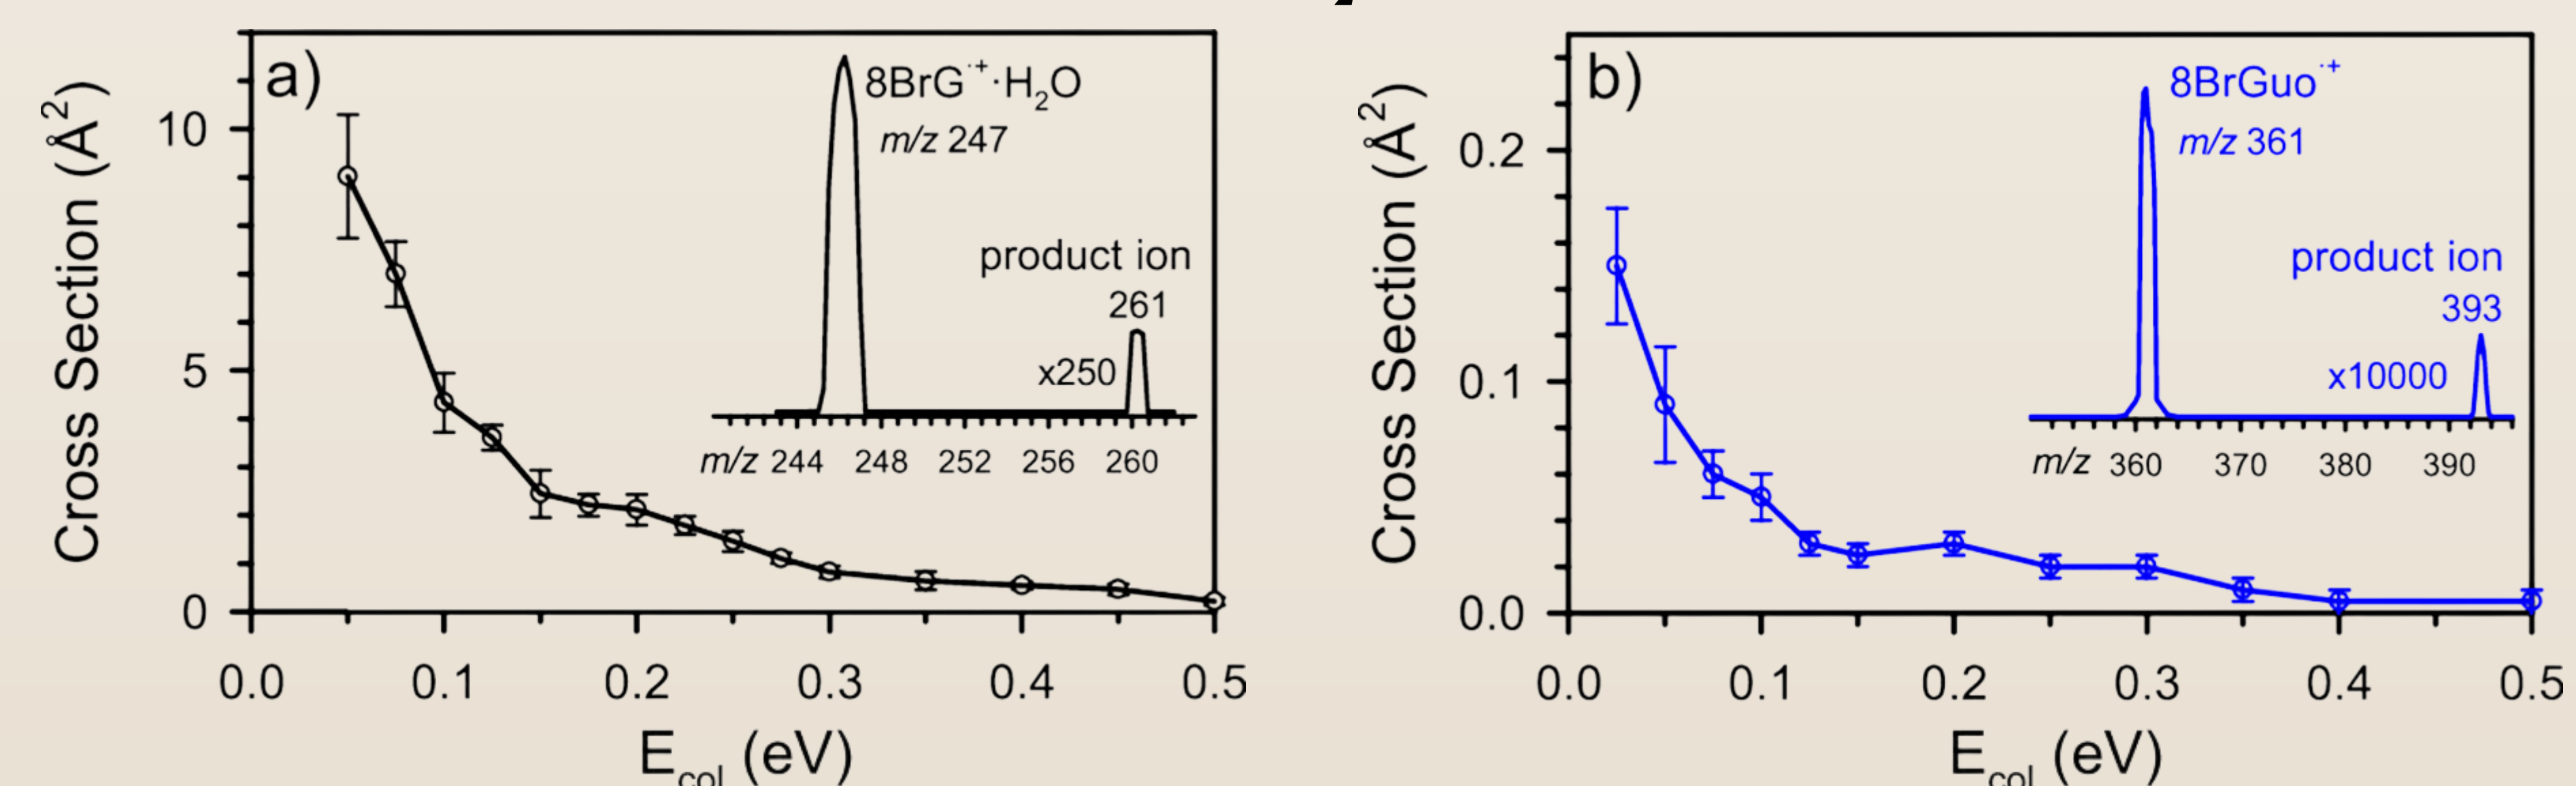 a)
Cross Section (Å²)
10
5
0
8BrG˙⁺·H₂O
m/z 247
product ion
261
x250
m/z 244 248 252 256 260
0.0 0.1 0.2 0.3 0.4 0.5
E_col (eV)
b)
Cross Section (Å²)
0.2
0.1
0.0
8BrGuo˙⁺
m/z 361
product ion
393
x10000
m/z 360 370 380 390
0.0 0.1 0.2 0.3 0.4 0.5
E_col (eV)